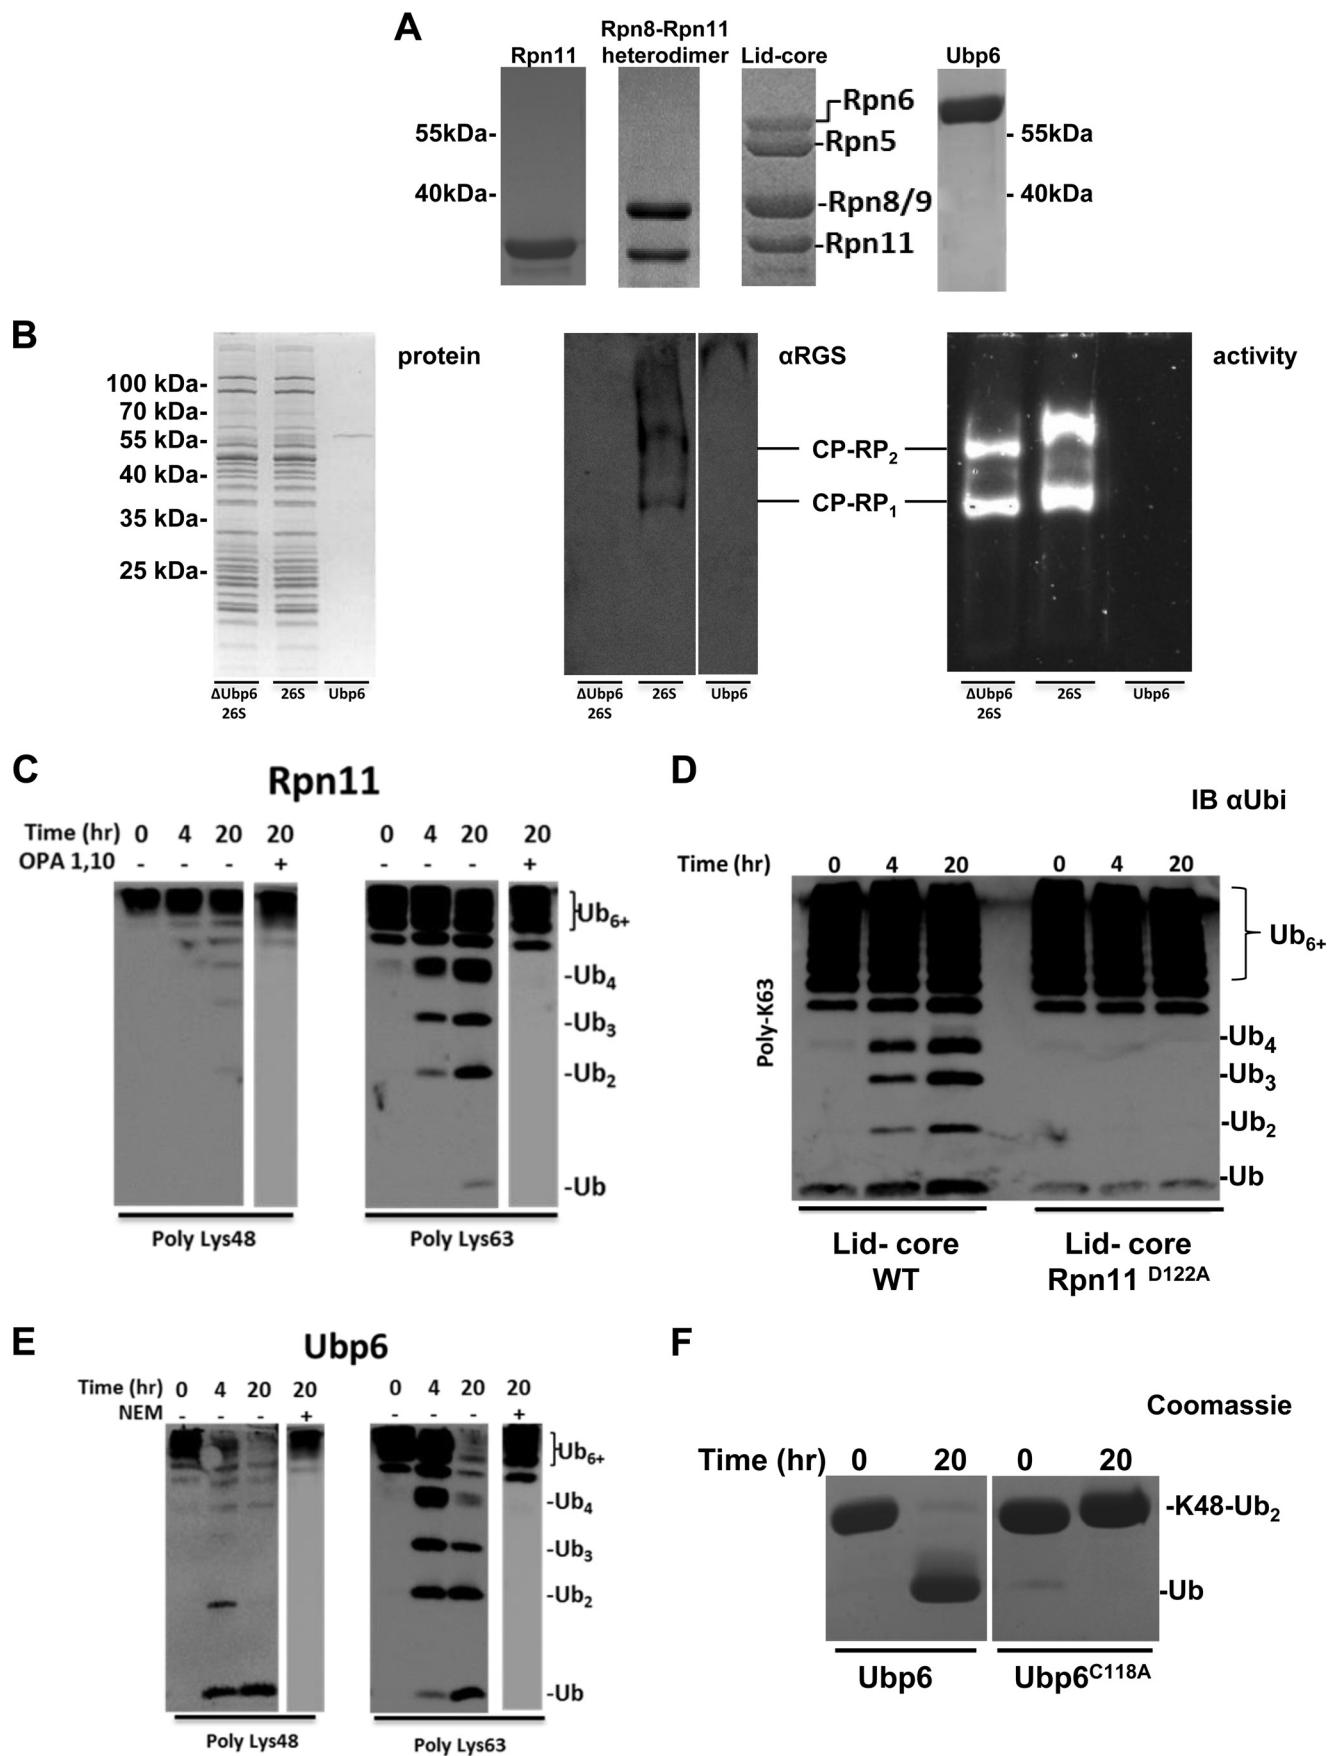 A
Rpn11
Rpn8-Rpn11
heterodimer
Lid-core
Ubp6
55kDa-
40kDa-
Rpn6
-Rpn5
-Rpn8/9
-Rpn11
- 55kDa
- 40kDa
B
100 kDa-
70 kDa-
55 kDa-
40 kDa-
35 kDa-
25 kDa-
protein
αRGS
activity
CP-RP2
CP-RP1
ΔUbp6
26S
26S
Ubp6
ΔUbp6
26S
26S
Ubp6
ΔUbp6
26S
26S
Ubp6
C
Rpn11
Time (hr) 0 4 20 20 0 4 20 20
OPA 1,10 - - - + - - - +
Ub6+
-Ub4
-Ub3
-Ub2
-Ub
Poly Lys48
Poly Lys63
D
IB αUbi
Time (hr) 0 4 20 0 4 20
Poly-K63
Ub6+
-Ub4
-Ub3
-Ub2
-Ub
Lid- core
WT
Lid- core
Rpn11 D122A
E
Ubp6
Time (hr) 0 4 20 20 0 4 20 20
NEM - - - + - - - +
Ub6+
-Ub4
-Ub3
-Ub2
-Ub
Poly Lys48
Poly Lys63
F
Coomassie
Time (hr) 0 20 0 20
-K48-Ub2
-Ub
Ubp6
Ubp6C118A